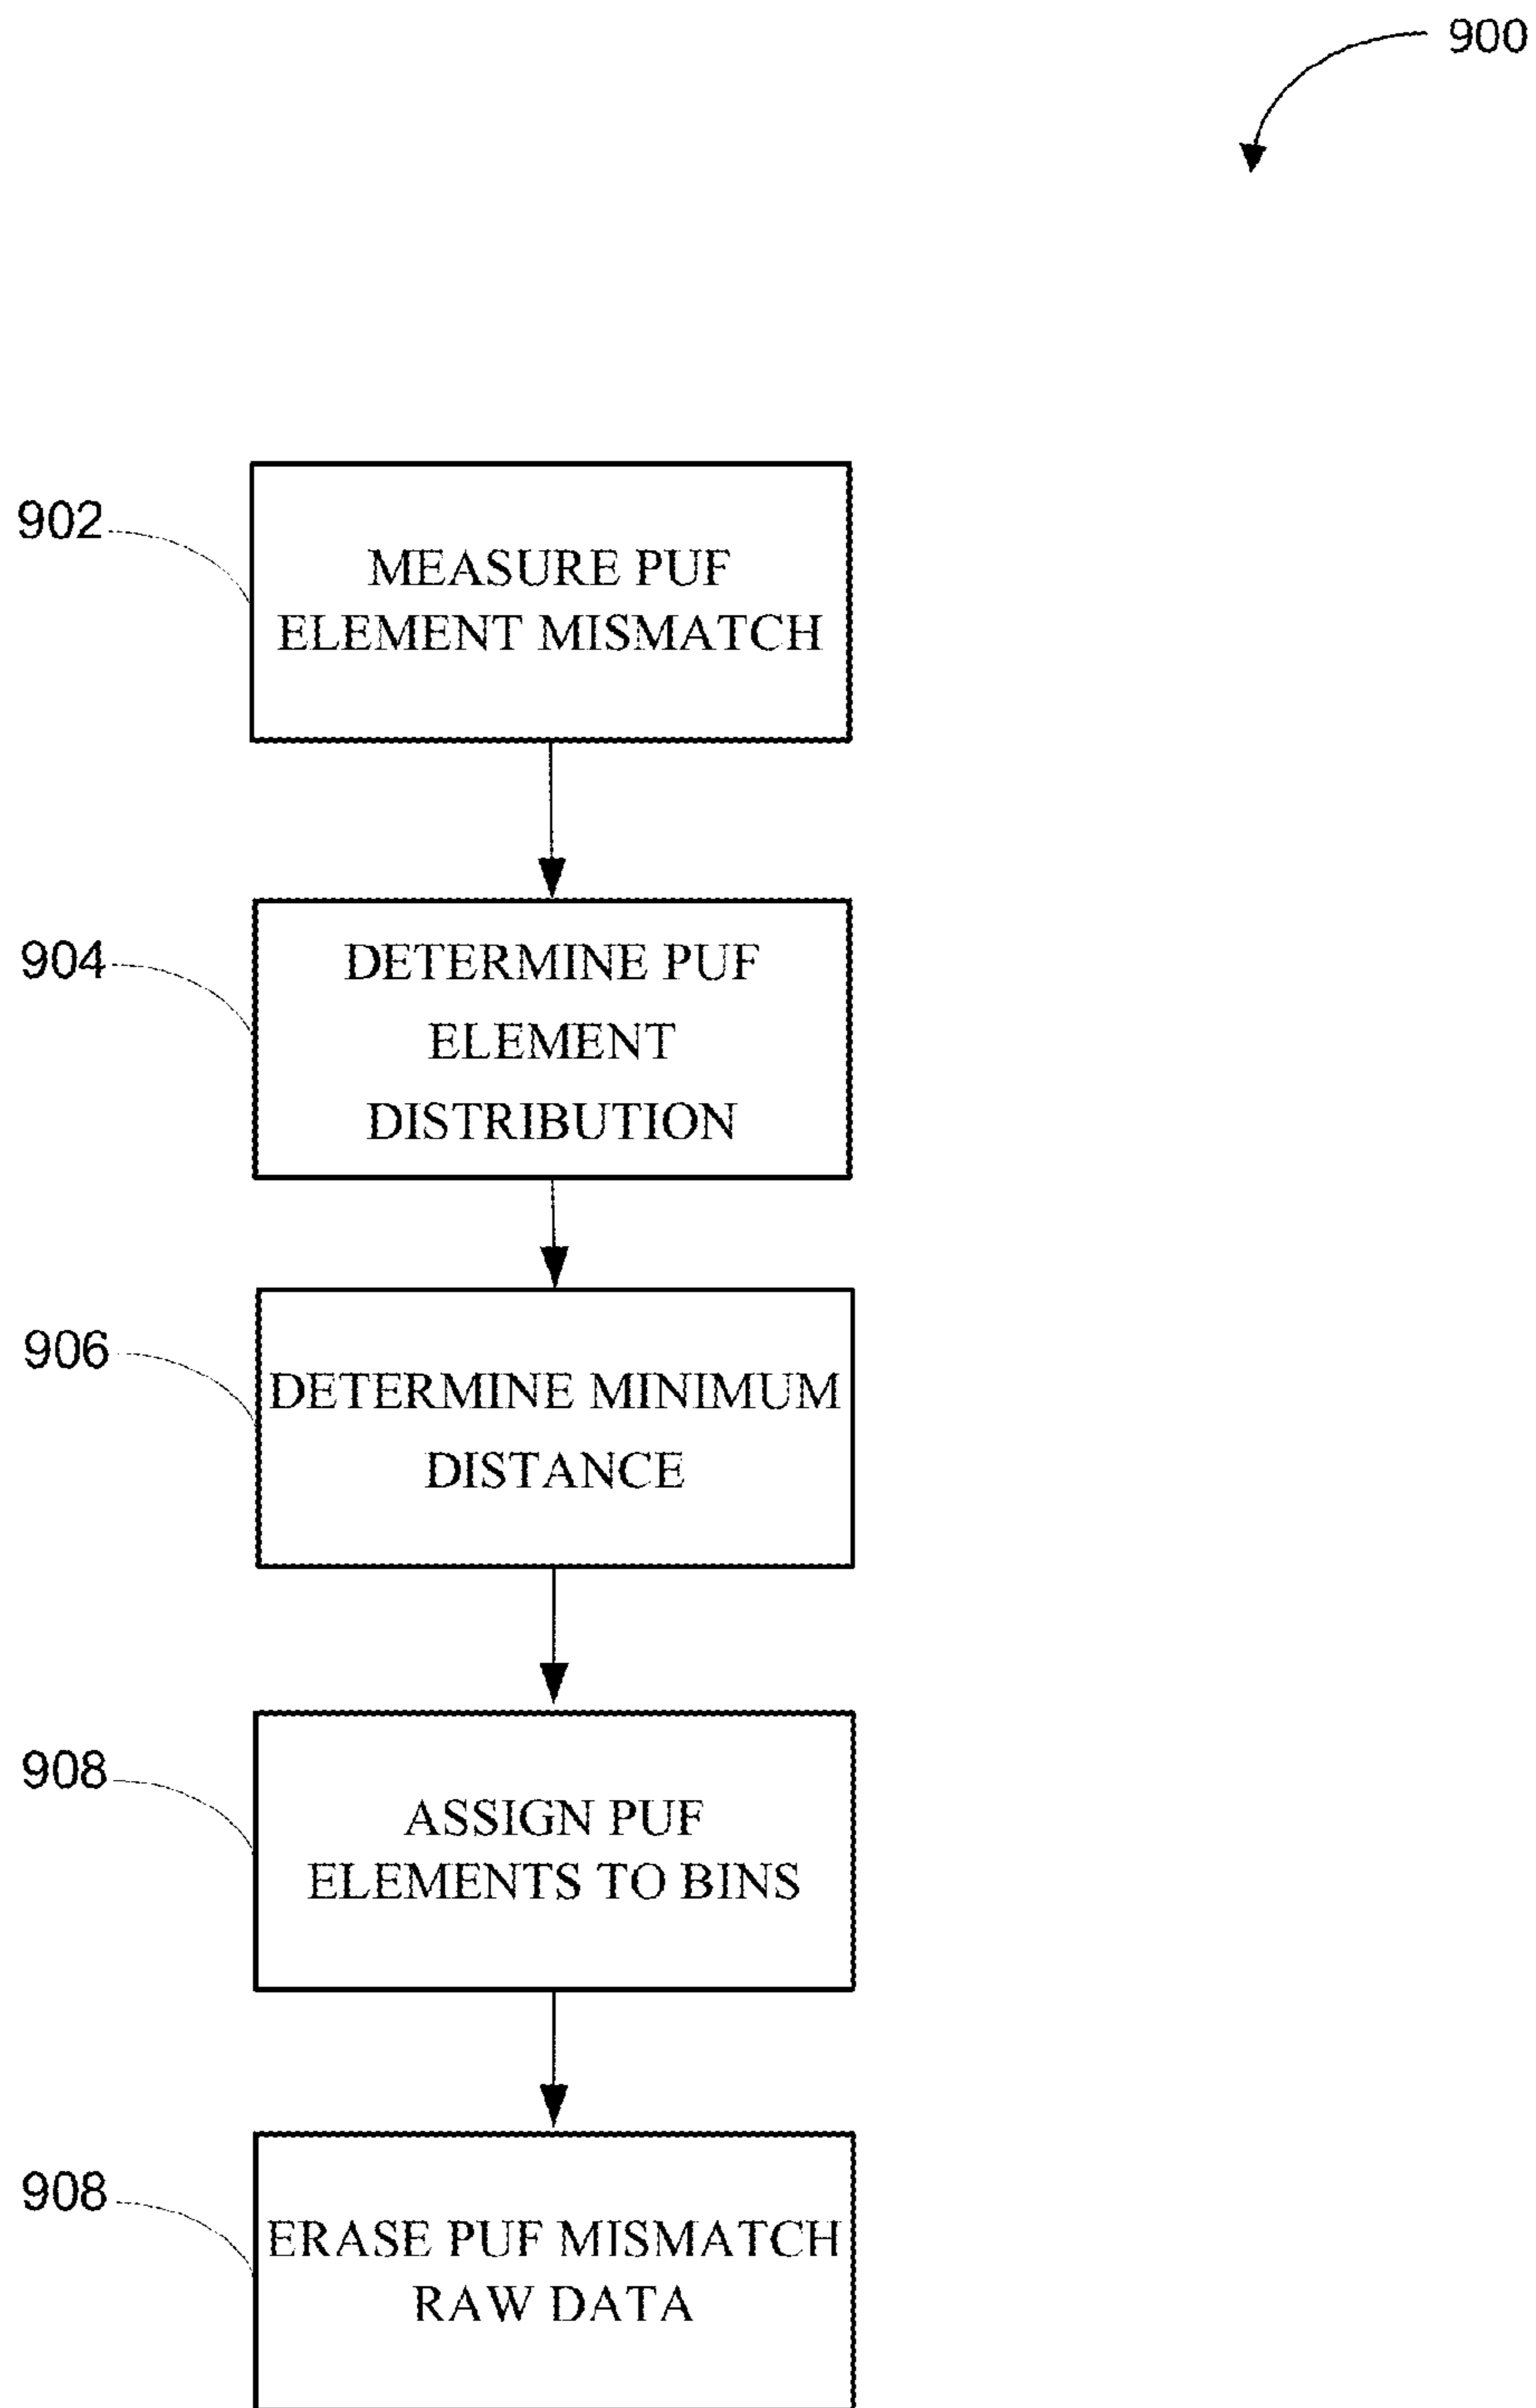 900
902
MEASURE PUF
ELEMENT MISMATCH
904
DETERMINE PUF
ELEMENT
DISTRIBUTION
906
DETERMINE MINIMUM
DISTANCE
908
ASSIGN PUF
ELEMENTS TO BINS
908
ERASE PUF MISMATCH
RAW DATA